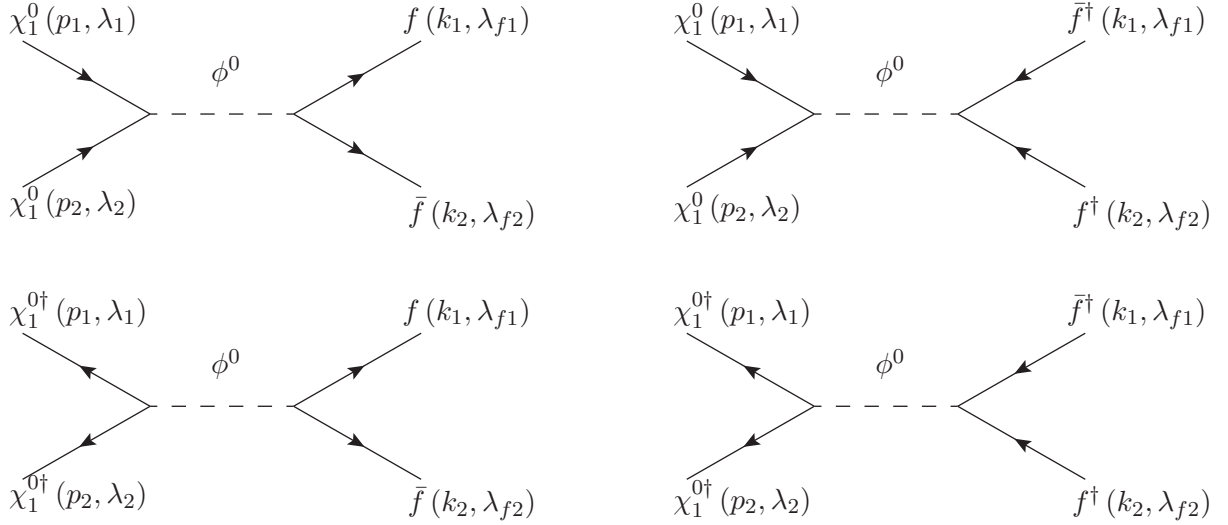 χ₁⁰ (p₁, λ₁) f (k₁, λ_f1) χ₁⁰ (p₁, λ₁) f̄† (k₁, λ_f1)
ϕ⁰ ϕ⁰
χ₁⁰ (p₂, λ₂) f̄ (k₂, λ_f2) χ₁⁰ (p₂, λ₂) f† (k₂, λ_f2)
χ₁⁰† (p₁, λ₁) f (k₁, λ_f1) χ₁⁰† (p₁, λ₁) f̄† (k₁, λ_f1)
ϕ⁰ ϕ⁰
χ₁⁰† (p₂, λ₂) f̄ (k₂, λ_f2) χ₁⁰† (p₂, λ₂) f† (k₂, λ_f2)